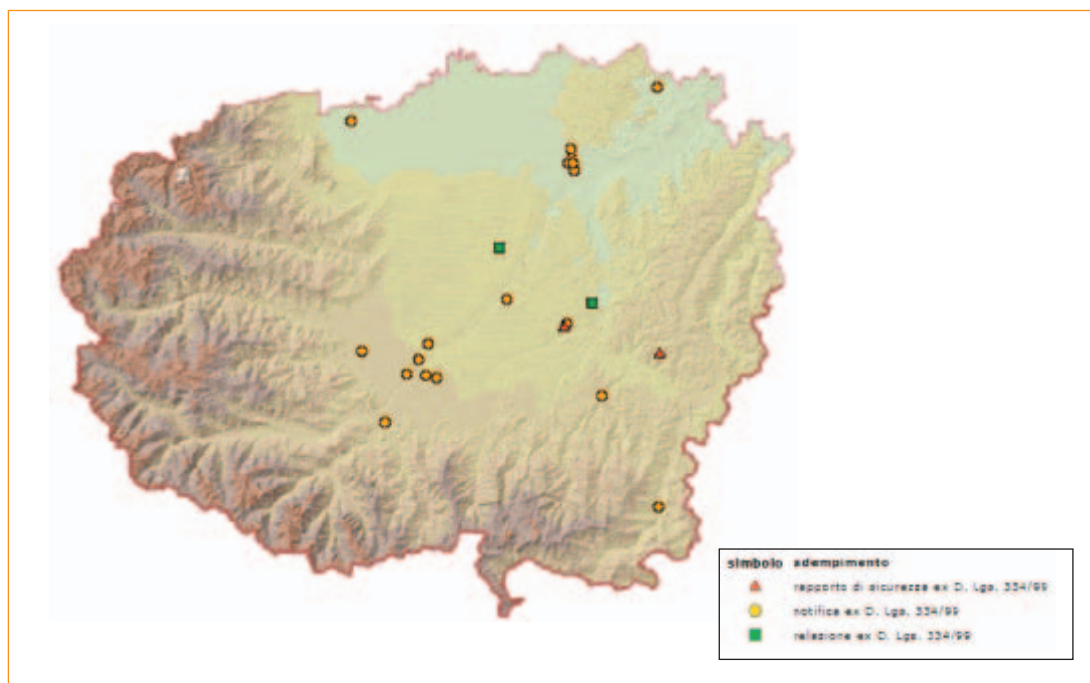 simbolo adempimento
rapporto di sicurezza ex D. Lgs. 334/99
notifica ex D. Lgs. 334/99
relazione ex D. Lgs. 334/99